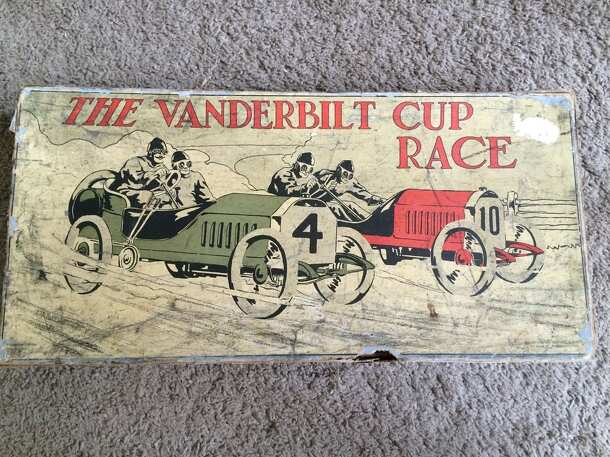 THE VANDERBILT CUP
RACE
4
10